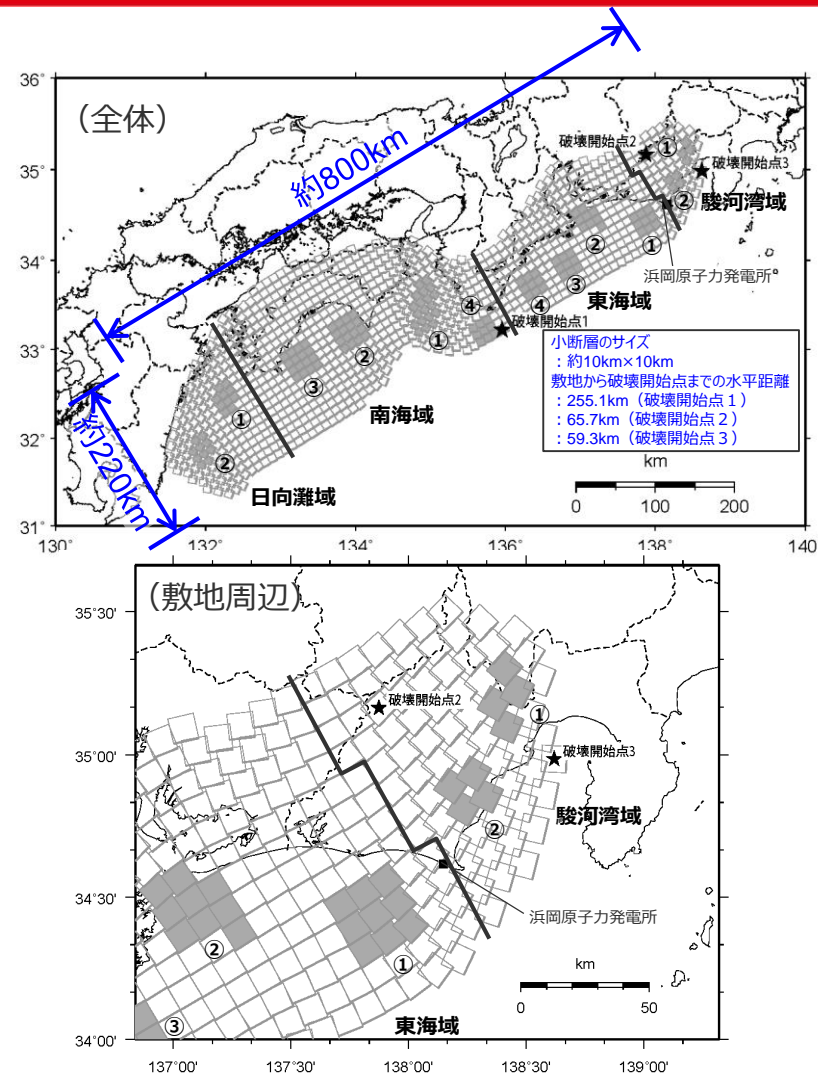 36°
35°
34°
33°
32°
31°
130°
132°
134°
136°
138°
140
(全体)
約800km
約220km
破壊開始点2
①
破壊開始点3
②
駿河湾域
浜岡原子力発電所
②
①
③
④
東海域
破壊開始点1
④
①
②
③
南海域
①
②
日向灘域
小断層のサイズ
:約10km×10km
敷地から破壊開始点までの水平距離
:255.1km(破壊開始点1)
:65.7km(破壊開始点2)
:59.3km(破壊開始点3)
km
0 100 200
(敷地周辺)
35°30'
35°00'
34°30'
34°00'
137°00'
137°30'
138°00'
138°30'
139°00'
破壊開始点2
①
破壊開始点3
駿河湾域
②
浜岡原子力発電所
②
①
③
東海域
km
0 50